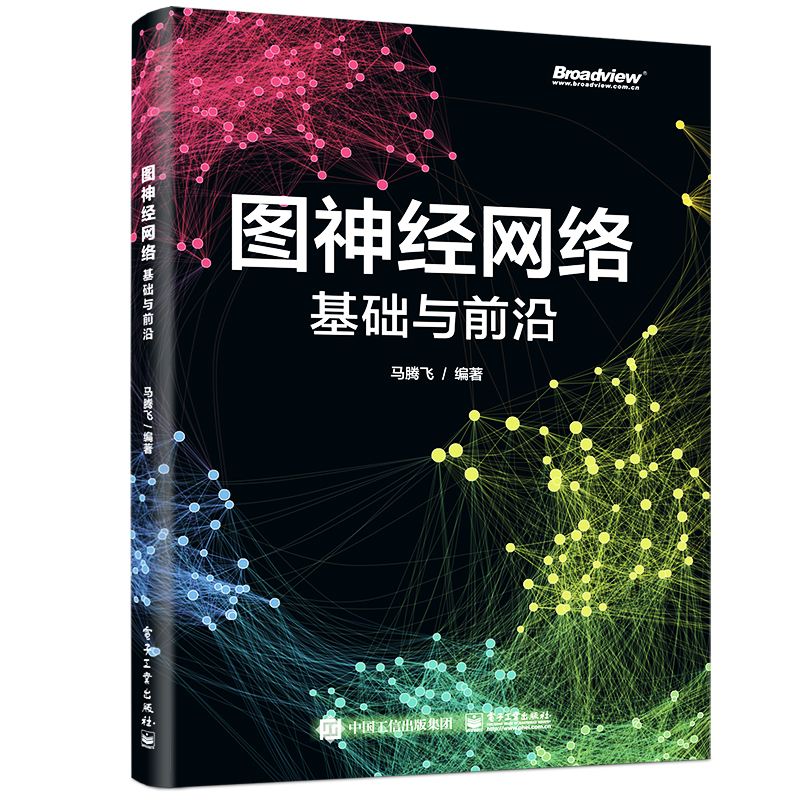 Broadview®
www.broadview.com.cn
图神经网络
基础与前沿
马腾飞 / 编著
中国工信出版集团
电子工业出版社
图神经网络 基础与前沿
马腾飞 / 编著
電子工業出版社